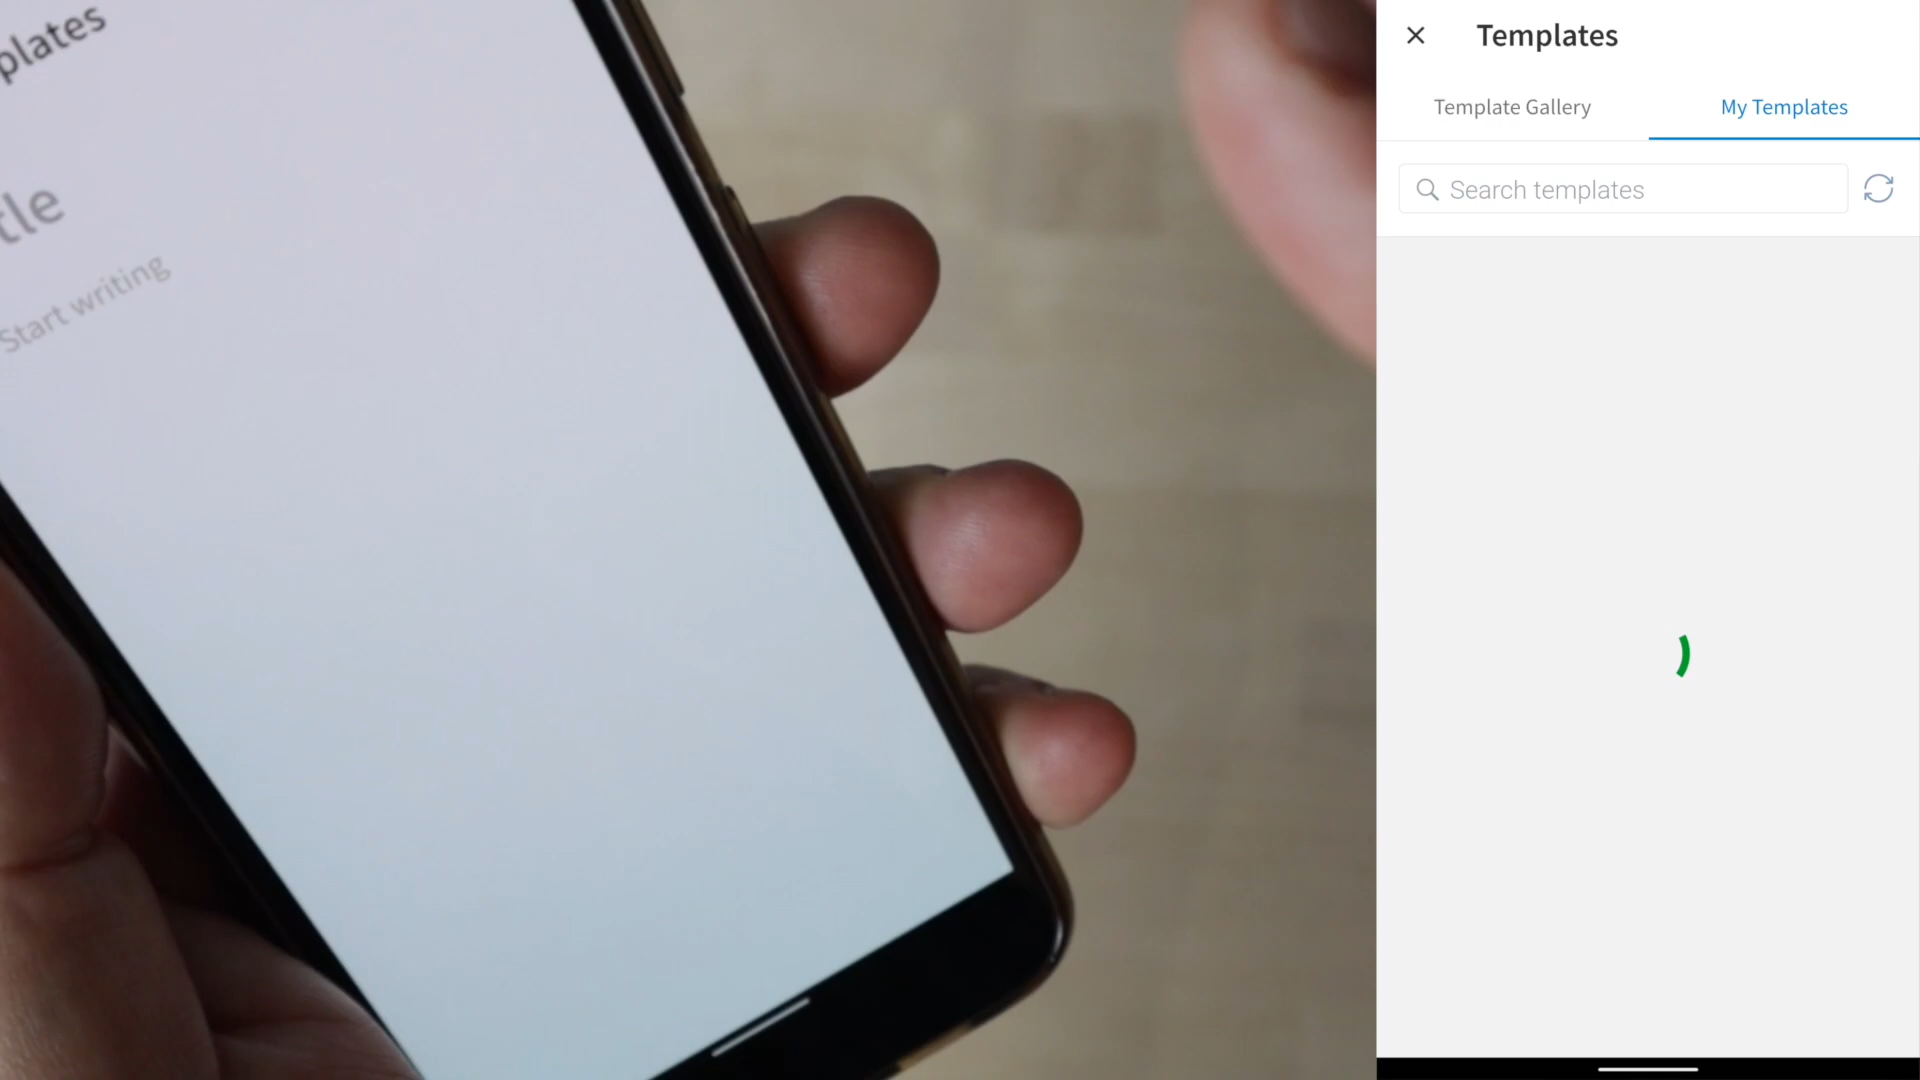 plates
tle
Start writing
Templates
Template Gallery
My Templates
Search templates